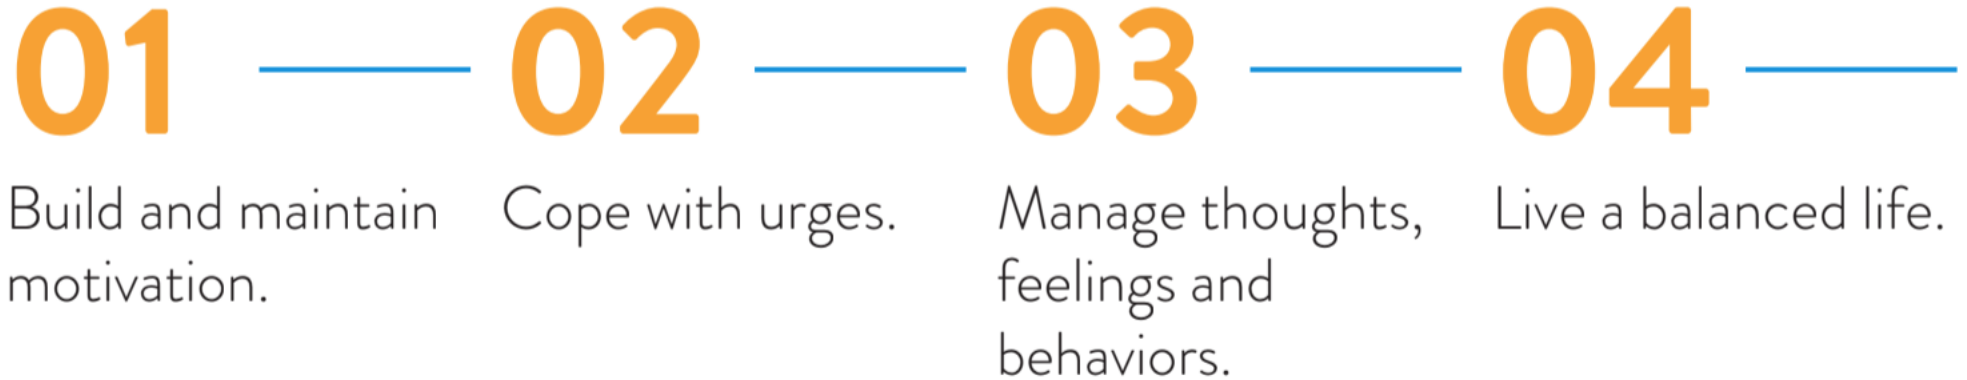 01
Build and maintain
motivation.
02
Cope with urges.
03
Manage thoughts,
feelings and
behaviors.
04
Live a balanced life.